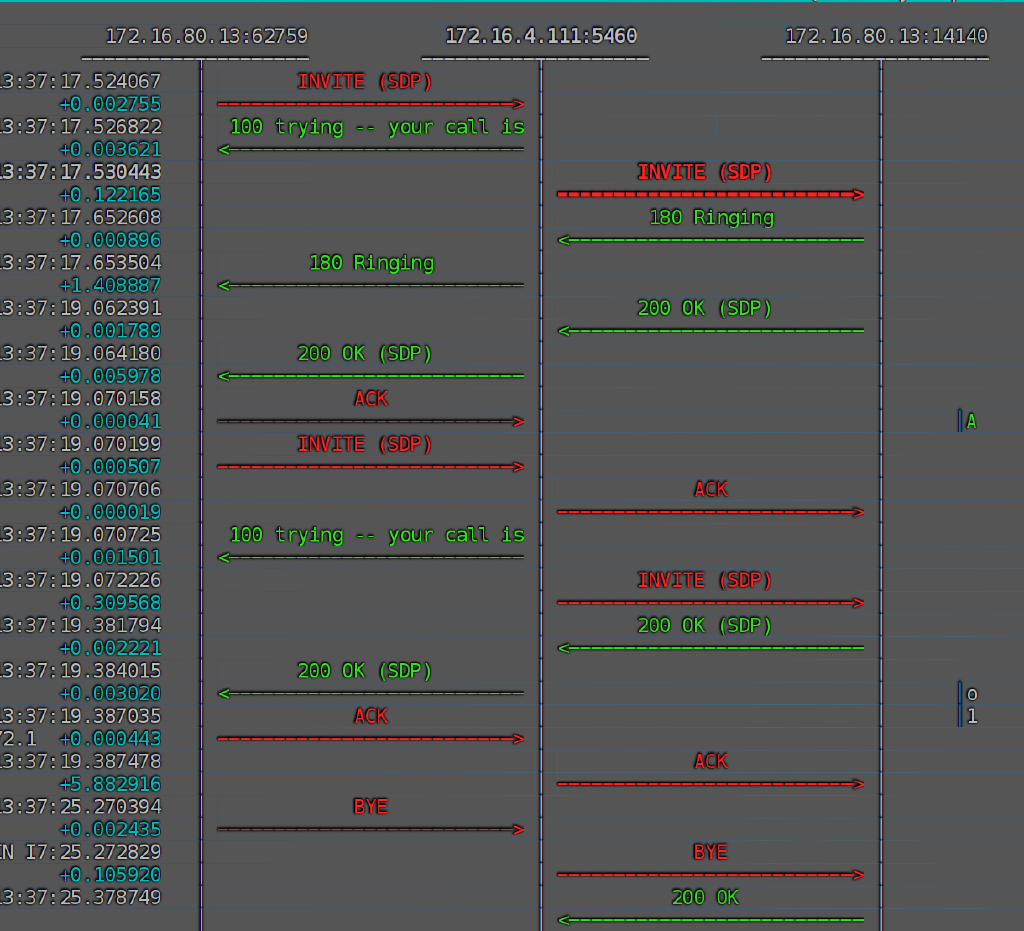 172.16.80.13:62759 172.16.4.111:5460 172.16.80.13:14140
13:37:17.524067 INVITE (SDP)
+0.002755
13:37:17.526822 100 trying -- your call is
+0.003621
13:37:17.530443 INVITE (SDP)
+0.122165
13:37:17.652608 180 Ringing
+0.000896
13:37:17.653504 180 Ringing
+1.408887
13:37:19.062391 200 OK (SDP)
+0.001789
13:37:19.064180 200 OK (SDP)
+0.005978
13:37:19.070158 ACK
+0.000041 A
13:37:19.070199 INVITE (SDP)
+0.000507
13:37:19.070706 ACK
+0.000019
13:37:19.070725 100 trying -- your call is
+0.001501
13:37:19.072226 INVITE (SDP)
+0.309568
13:37:19.381794 200 OK (SDP)
+0.002221
13:37:19.384015 200 OK (SDP)
+0.003020 o
13:37:19.387035 ACK l
72.1 +0.000443
13:37:19.387478 ACK
+5.882916
13:37:25.270394 BYE
+0.002435
IN I7:25.272829 BYE
+0.105920
13:37:25.378749 200 OK